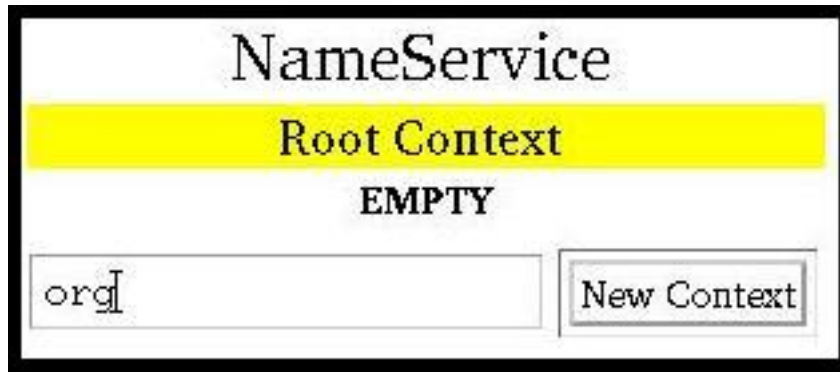 NameService
Root Context
EMPTY
org
New Context